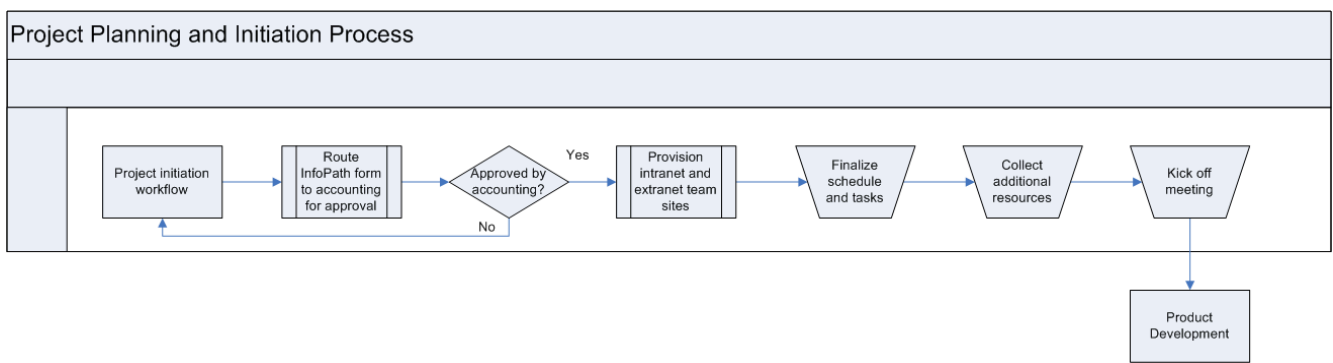 Project Planning and Initiation Process
Project initiation
workflow
Route
InfoPath form
to accounting
for approval
Approved by
accounting?
Yes
No
Provision
intranet and
extranet team
sites
Finalize
schedule
and tasks
Collect
additional
resources
Kick off
meeting
Product
Development